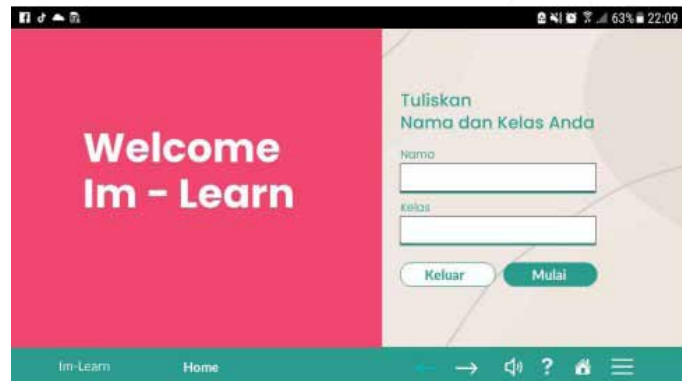 63% 22:09
Welcome
Im - Learn
Tuliskan
Nama dan Kelas Anda
Nama
Kelas
Keluar Mulai
Im-Learn Home ?